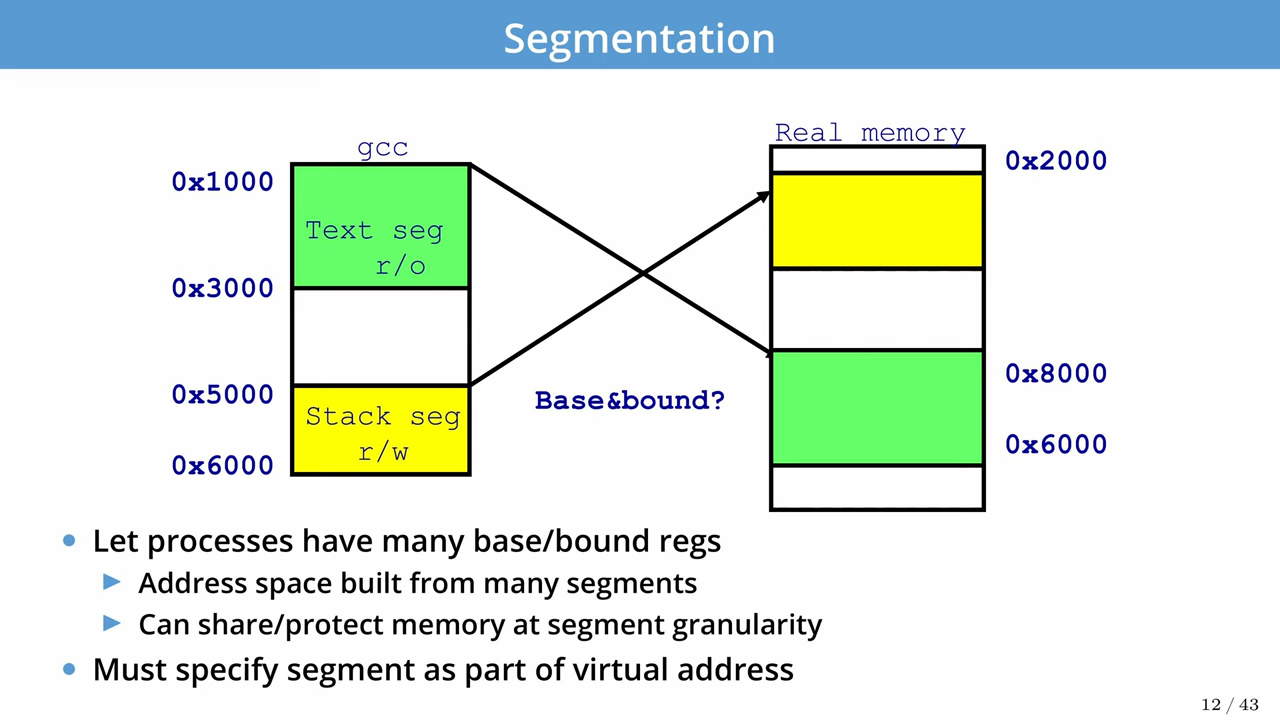 Segmentation
gcc
Real memory
0x1000
0x2000
Text seg
r/o
0x3000
0x8000
0x5000
Base&bound?
Stack seg
r/w
0x6000
0x6000
Let processes have many base/bound regs
Address space built from many segments
Can share/protect memory at segment granularity
Must specify segment as part of virtual address
12 / 43